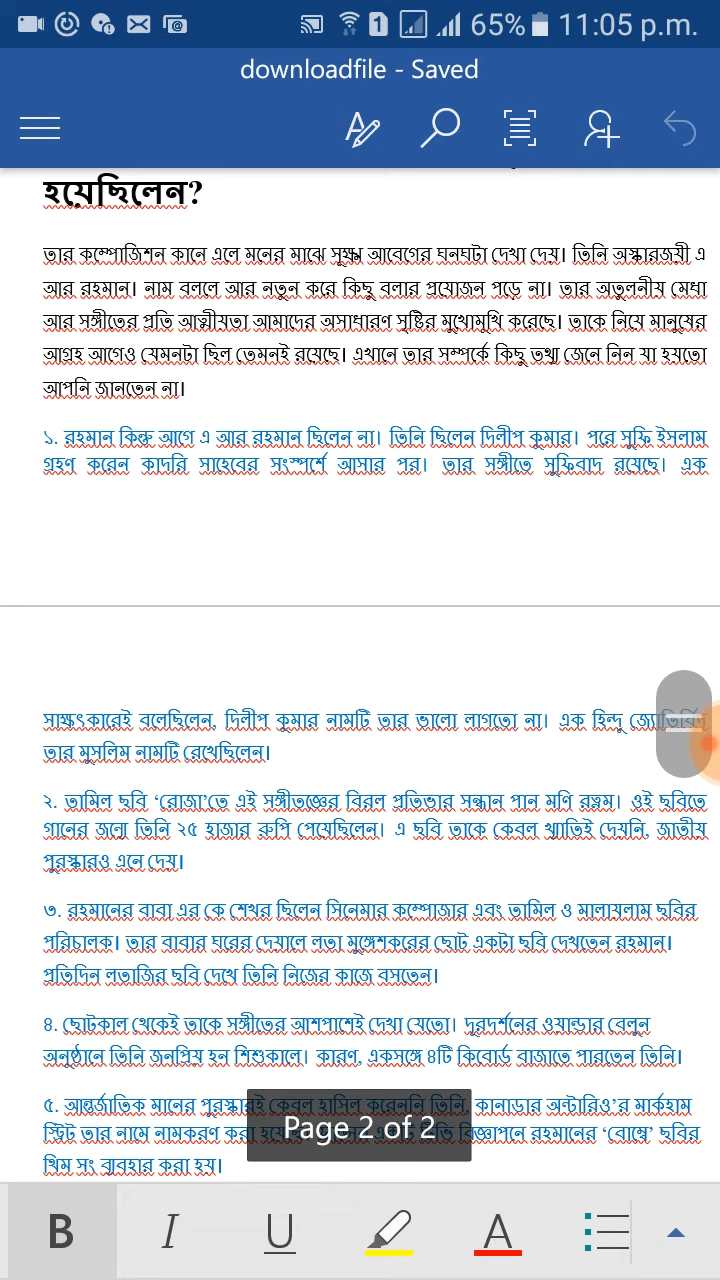 1
65%
11:05 p.m.
downloadfile - Saved
হয়েছিলেন?
তার কম্পোজিশন কানে এলে মনের মাঝে সূক্ষ্ম আবেগের ঘনঘটা দেখা দেয়। তিনি অস্কারজয়ী এ
আর রহমান। নাম বললে আর নতুন করে কিছু বলার প্রয়োজন পড়ে না। তার অতুলনীয় মেধা
আর সঙ্গীতের প্রতি আত্মীয়তা আমাদের অসাধারণ সৃষ্টির মুখোমুখি করেছে। তাকে নিয়ে মানুষের
আগ্রহ আগেও যেমনটা ছিল তেমনই রয়েছে। এখানে তার সম্পর্কে কিছু তথ্য জেনে নিন যা হয়তো
আপনি জানতেন না।
১. রহমান কিন্তু আগে এ আর রহমান ছিলেন না। তিনি ছিলেন দিলীপ কুমার। পরে সুফি ইসলাম
গ্রহণ করেন কাদরি সাহেবের সংস্পর্শে আসার পর। তার সঙ্গীতে সুফিবাদ রয়েছে। এক
সাক্ষৎকারেই বলেছিলেন, দিলীপ কুমার নামটি তার ভালো লাগতো না। এক হিন্দু জ্যোতির্বিদ
তার মুসলিম নামটি রেখেছিলেন।
২. তামিল ছবি ‘রোজা’তে এই সঙ্গীতজ্ঞের বিরল প্রতিভার সন্ধান পান মণি রত্নম। ওই ছবিতে
গানের জন্যে তিনি ২৫ হাজার রুপি পেয়েছিলেন। এ ছবি তাকে কেবল খ্যাতিই দেয়নি, জাতীয়
পুরস্কারও এনে দেয়।
৩. রহমানের বাবা এর কে শেখর ছিলেন সিনেমার কম্পোজার এবং তামিল ও মালায়লাম ছবির
পরিচালক। তার বাবার ঘরের দেয়ালে লতা মুঙ্গেশকরের ছোট একটা ছবি দেখতেন রহমান।
প্রতিদিন লতাজির ছবি দেখে তিনি নিজের কাজে বসতেন।
৪. ছোটকাল থেকেই তাকে সঙ্গীতের আশপাশেই দেখা যেতো। দূরদর্শনের ওয়ান্ডার বেলুন
অনুষ্ঠানে তিনি জনপ্রিয় হন শিশুকালে। কারণ, একসঙ্গে ৪টি কিবোর্ড বাজাতে পারতেন তিনি।
৫. আন্তর্জাতিক মানের পুরস্কারই কেবল হাসিল করেননি তিনি, কানাডার অন্টারিও’র মার্কহাম
স্ট্রিট তার নামে নামকরণ করা বিজ্ঞাপনে রহমানের ‘বোম্বে’ ছবির
থিম সং ব্যবহার করা হয়।
Page 2 of 2
B I U A